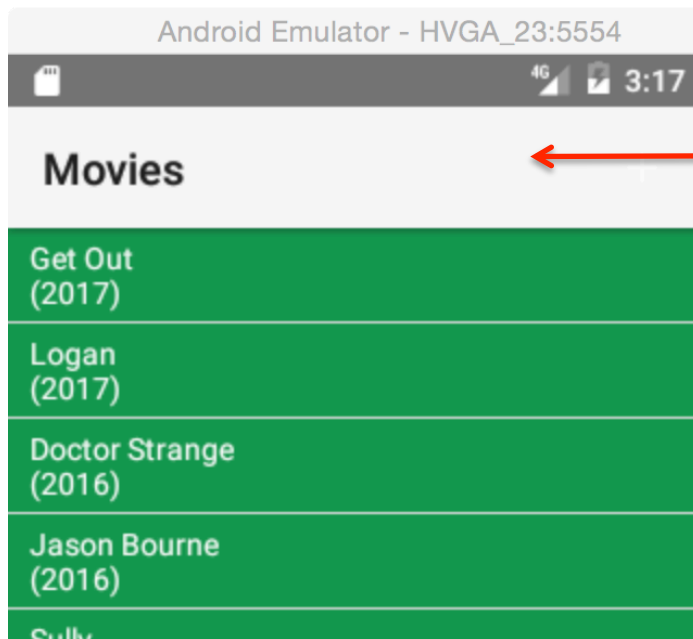 Android Emulator - HVGA_23:5554
4G 3:17
Movies
+
Get Out
(2017)
Logan
(2017)
Doctor Strange
(2016)
Jason Bourne
(2016)
Sully